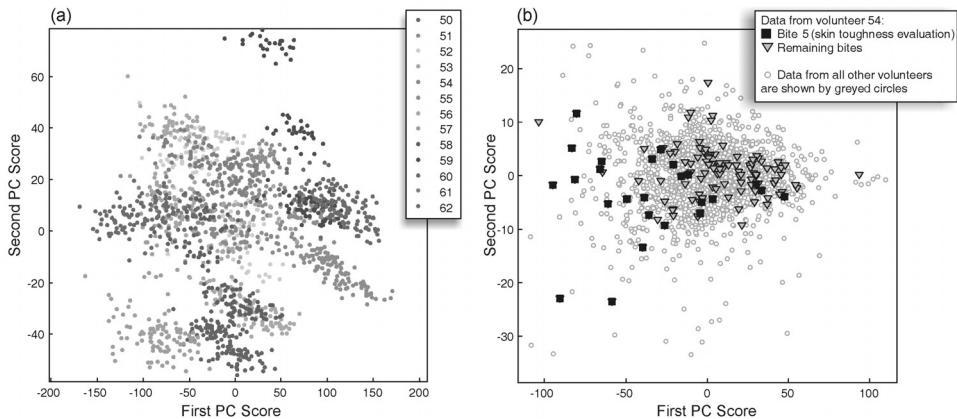 (a)
50
51
52
53
54
55
56
57
58
59
60
61
62
Second PC Score
60
40
20
0
-20
-40
-200 -150 -100 -50 0 50 100 150 200
First PC Score
(b)
Data from volunteer 54:
Bite 5 (skin toughness evaluation)
Remaining bites
Data from all other volunteers
are shown by greyed circles
Second PC Score
20
10
0
-10
-20
-30
-100 -50 0 50 100
First PC Score